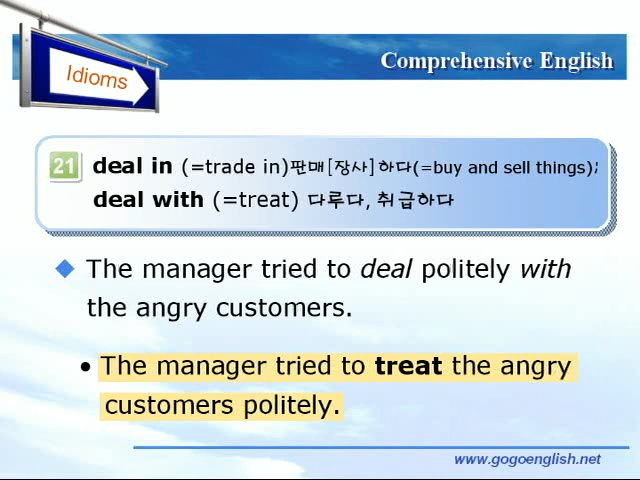 Idioms
Comprehensive English
21 deal in (=trade in)판매[장사]하다(=buy and sell things);
deal with (=treat) 다루다, 취급하다
◆ The manager tried to deal politely with
the angry customers.
• The manager tried to treat the angry
customers politely.
www.gogoenglish.net